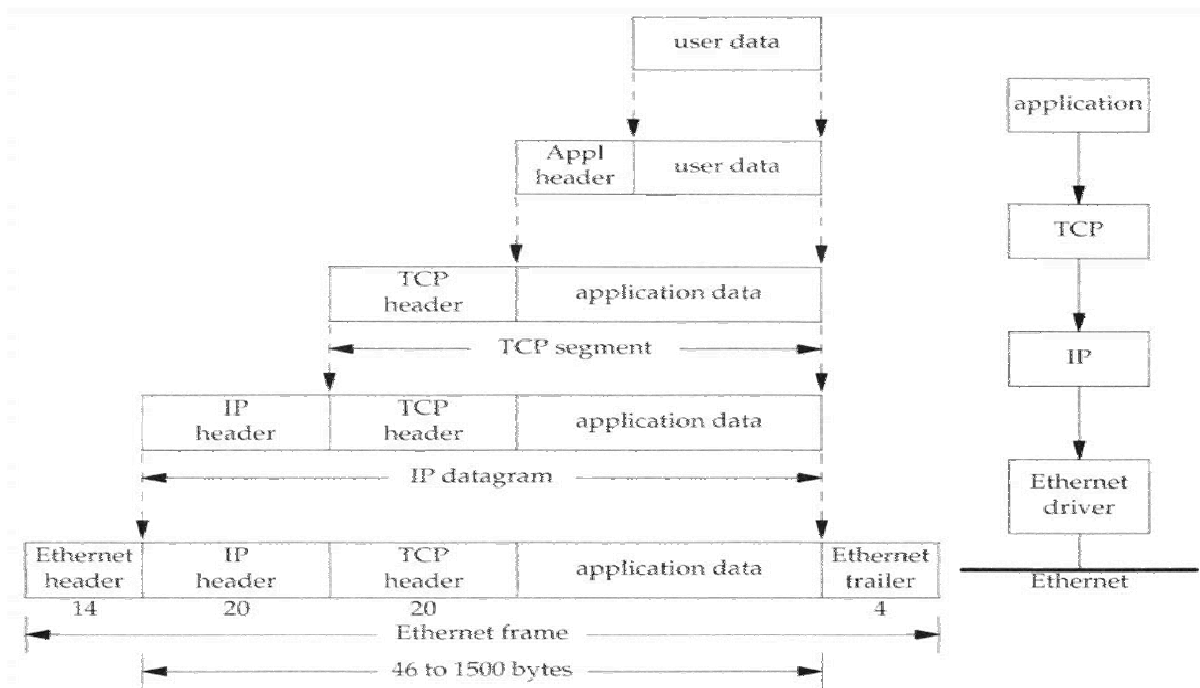 user data
application
Appl
header
user data
TCP
TCP
header
application data
TCP segment
IP
IP
header
TCP
header
application data
IP datagram
Ethernet
driver
Ethernet
header
IP
header
TCP
header
application data
Ethernet
trailer
Ethernet
14
20
20
4
Ethernet frame
46 to 1500 bytes